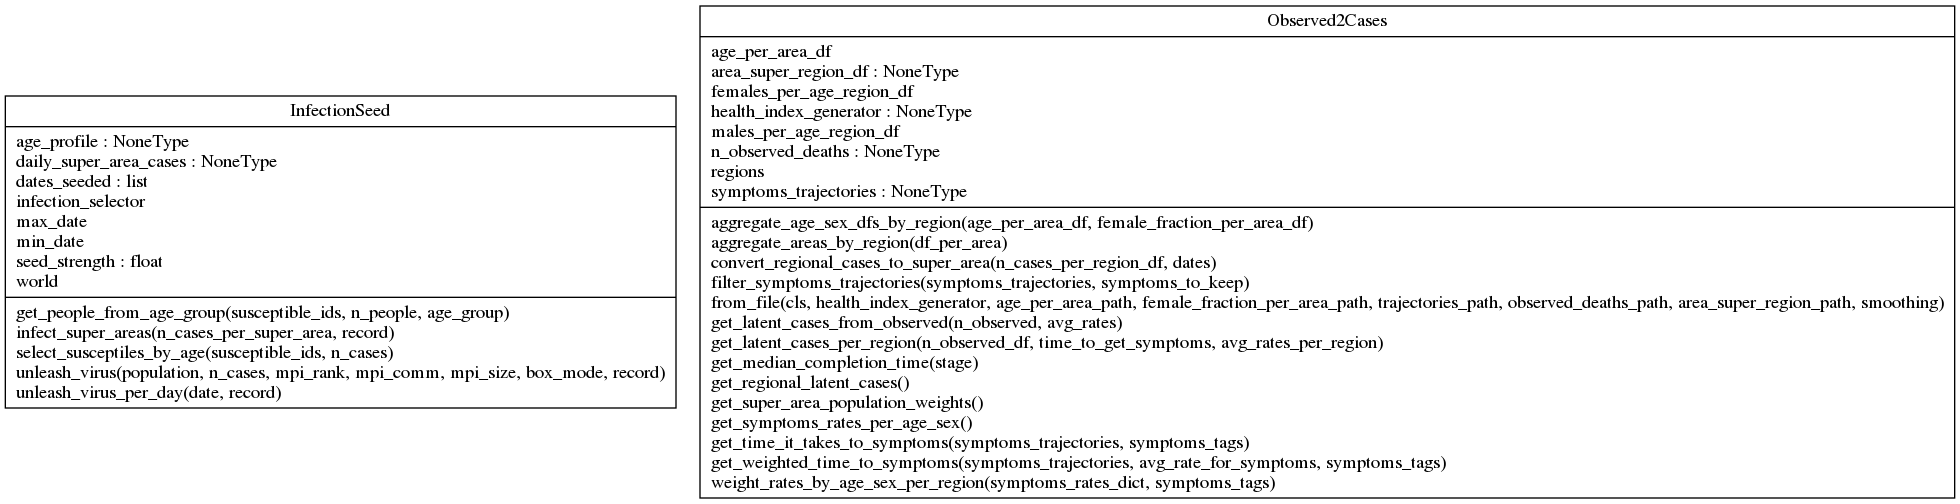 InfectionSeed
age_profile : NoneType
daily_super_area_cases : NoneType
dates_seeded : list
infection_selector
max_date
min_date
seed_strength : float
world
get_people_from_age_group(susceptible_ids, n_people, age_group)
infect_super_areas(n_cases_per_super_area, record)
select_susceptiles_by_age(susceptible_ids, n_cases)
unleash_virus(population, n_cases, mpi_rank, mpi_comm, mpi_size, box_mode, record)
unleash_virus_per_day(date, record)
Observed2Cases
age_per_area_df
area_super_region_df : NoneType
females_per_age_region_df
health_index_generator : NoneType
males_per_age_region_df
n_observed_deaths : NoneType
regions
symptoms_trajectories : NoneType
aggregate_age_sex_dfs_by_region(age_per_area_df, female_fraction_per_area_df)
aggregate_areas_by_region(df_per_area)
convert_regional_cases_to_super_area(n_cases_per_region_df, dates)
filter_symptoms_trajectories(symptoms_trajectories, symptoms_to_keep)
from_file(cls, health_index_generator, age_per_area_path, female_fraction_per_area_path, trajectories_path, observed_deaths_path, area_super_region_path, smoothing)
get_latent_cases_from_observed(n_observed, avg_rates)
get_latent_cases_per_region(n_observed_df, time_to_get_symptoms, avg_rates_per_region)
get_median_completion_time(stage)
get_regional_latent_cases()
get_super_area_population_weights()
get_symptoms_rates_per_age_sex()
get_time_it_takes_to_symptoms(symptoms_trajectories, symptoms_tags)
get_weighted_time_to_symptoms(symptoms_trajectories, avg_rate_for_symptoms, symptoms_tags)
weight_rates_by_age_sex_per_region(symptoms_rates_dict, symptoms_tags)